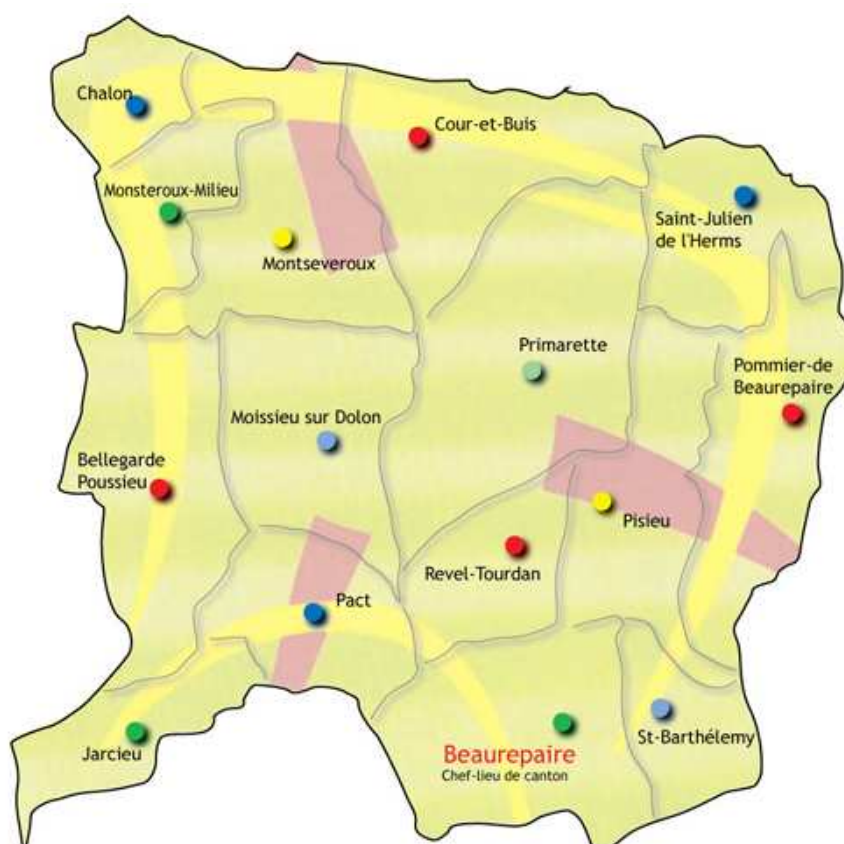 Chalon
Cour-et-Buis
Monsteroux-Milieu
Saint-Julien
de l'Herms
Montseveroux
Primarette
Pommier-de
Beaurepaire
Moissieu sur Dolon
Bellegarde
Poussieu
Pisieu
Revel-Tourdan
Pact
Jarcieu
Beaurepaire
Chef-lieu de canton
St-Barthélemy